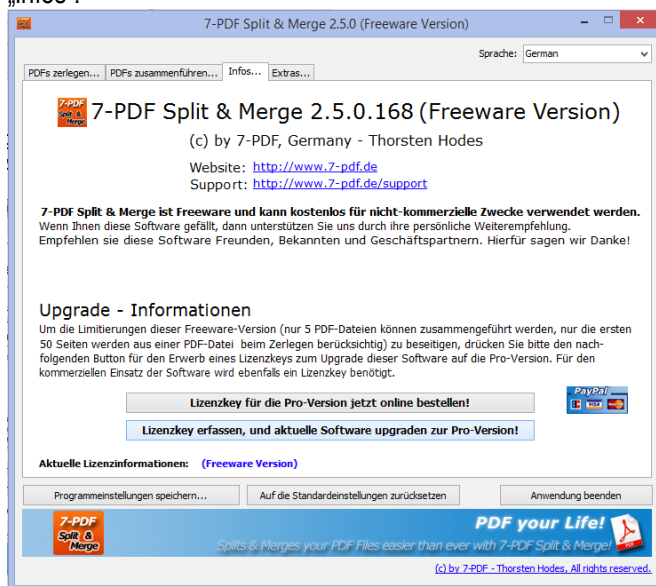 „Infos“.
7-PDF Split & Merge 2.5.0 (Freeware Version)
Sprache: German
PDFs zerlegen... PDFs zusammenführen... Infos... Extras...
7-PDF Split & Merge
7-PDF Split & Merge 2.5.0.168 (Freeware Version)
(c) by 7-PDF, Germany - Thorsten Hodes
Website: http://www.7-pdf.de
Support: http://www.7-pdf.de/support
7-PDF Split & Merge ist Freeware und kann kostenlos für nicht-kommerzielle Zwecke verwendet werden.
Wenn Ihnen diese Software gefällt, dann unterstützen Sie uns durch ihre persönliche Weiterempfehlung.
Empfehlen sie diese Software Freunden, Bekannten und Geschäftspartnern. Hierfür sagen wir Danke!
Upgrade - Informationen
Um die Limitierungen dieser Freeware-Version (nur 5 PDF-Dateien können zusammengeführt werden, nur die ersten
50 Seiten werden aus einer PDF-Datei beim Zerlegen berücksichtig) zu beseitigen, drücken Sie bitte den nach-
folgenden Button für den Erwerb eines Lizenzkeys zum Upgrade dieser Software auf die Pro-Version. Für den
kommerziellen Einsatz der Software wird ebenfalls ein Lizenzkey benötigt.
Lizenzkey für die Pro-Version jetzt online bestellen!
PayPal
VISA
Lizenzkey erfassen, und aktuelle Software upgraden zur Pro-Version!
Aktuelle Lizenzinformationen: (Freeware Version)
Programmeinstellungen speichern... Auf die Standardeinstellungen zurücksetzen Anwendung beenden
7-PDF
Split &
Merge
PDF your Life!
Splits & Merges your PDF Files easier than ever with 7-PDF Split & Merge!
PDF
(c) by 7-PDF - Thorsten Hodes, All rights reserved.